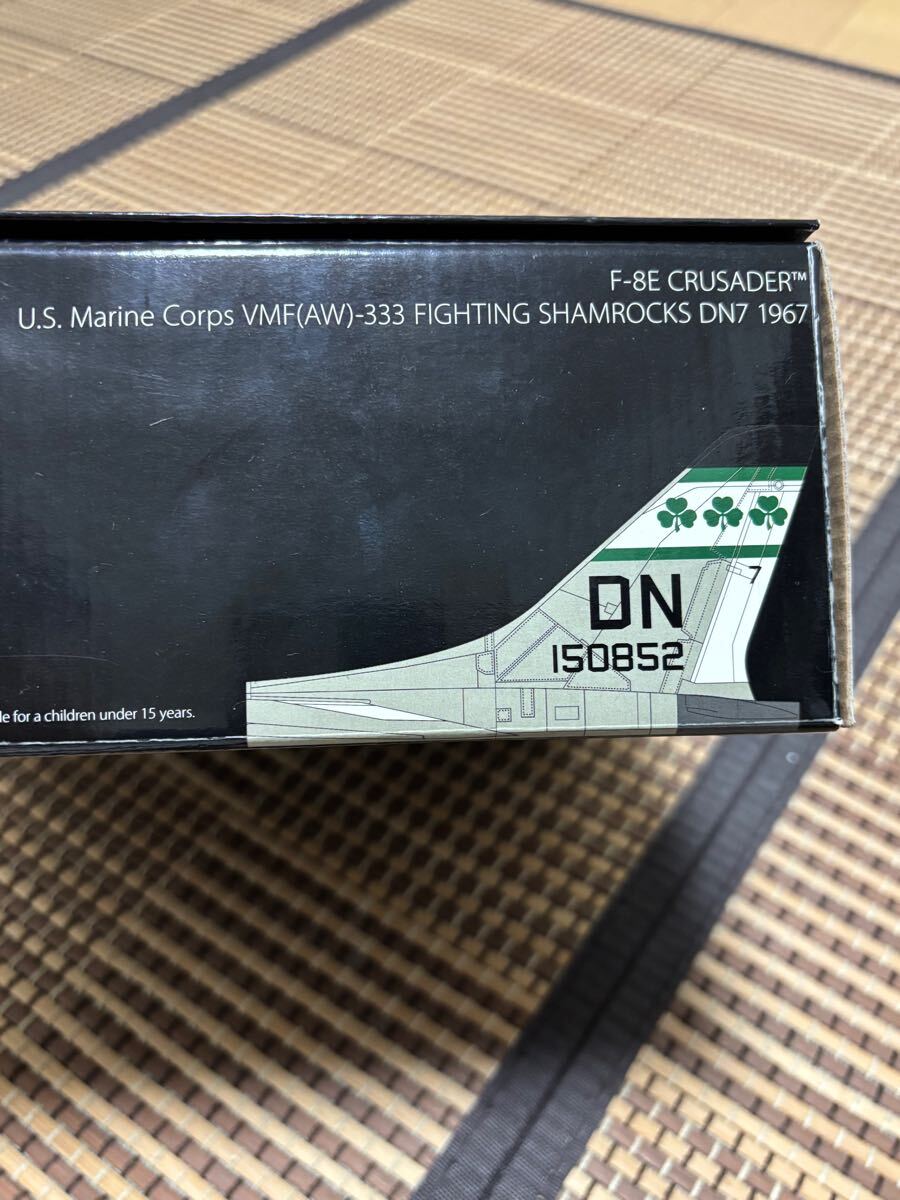 F-8E CRUSADER™
U.S. Marine Corps VMF(AW)-333 FIGHTING SHAMROCKS DN7 1967
7
DN
150852
for a children under 15 years.